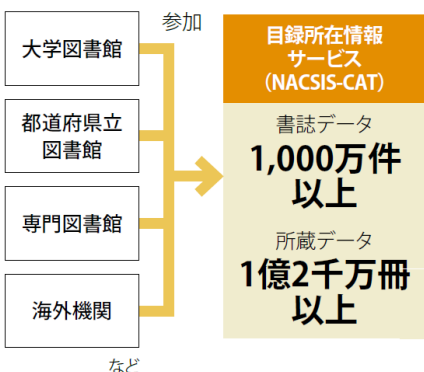 参加
大学図書館
都道府県立
図書館
専門図書館
海外機関
など
目録所在情報
サービス
（NACSIS-CAT）
書誌データ
1,000万件
以上
所蔵データ
1億2千万冊
以上